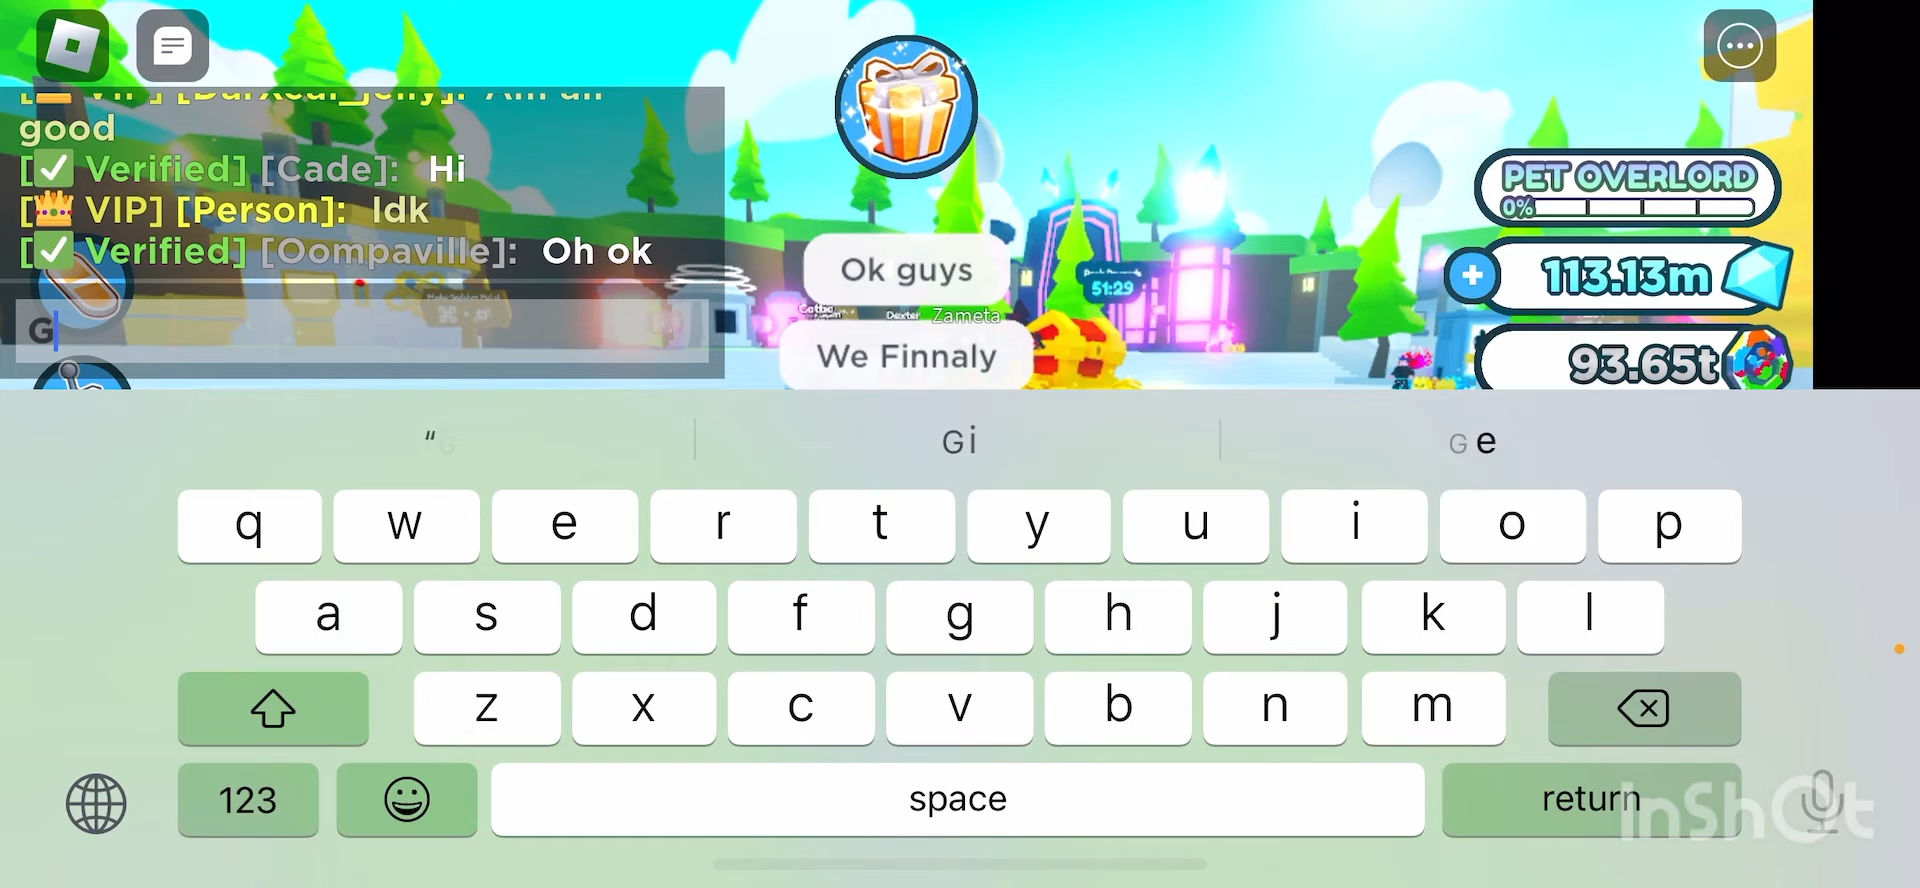 good
[✅ Verified] [Cade]: Hi
[👑 VIP] [Person]: Idk
[✅ Verified] [Oompaville]: Oh ok
G
Ok guys
We Finnaly
Dexter
Zameta
51:29
PET OVERLORD
0%
113.13m
93.65t
“G
Gi
Ge
q w e r t y u i o p
a s d f g h j k l
z x c v b n m
123
space
return
InShOt